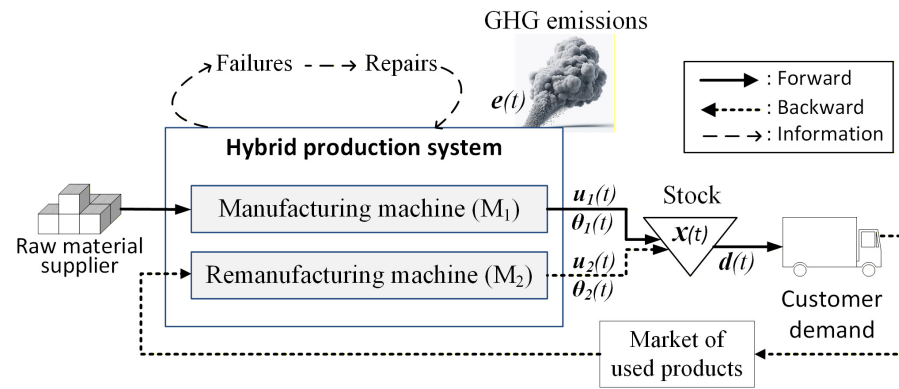 GHG emissions
Failures
Repairs
e(t)
: Forward
: Backward
: Information
Hybrid production system
Manufacturing machine (M1)
u1(t)
θ1(t)
Stock
x(t)
Raw material
supplier
Remanufacturing machine (M2)
u2(t)
θ2(t)
d(t)
Customer
demand
Market of
used products